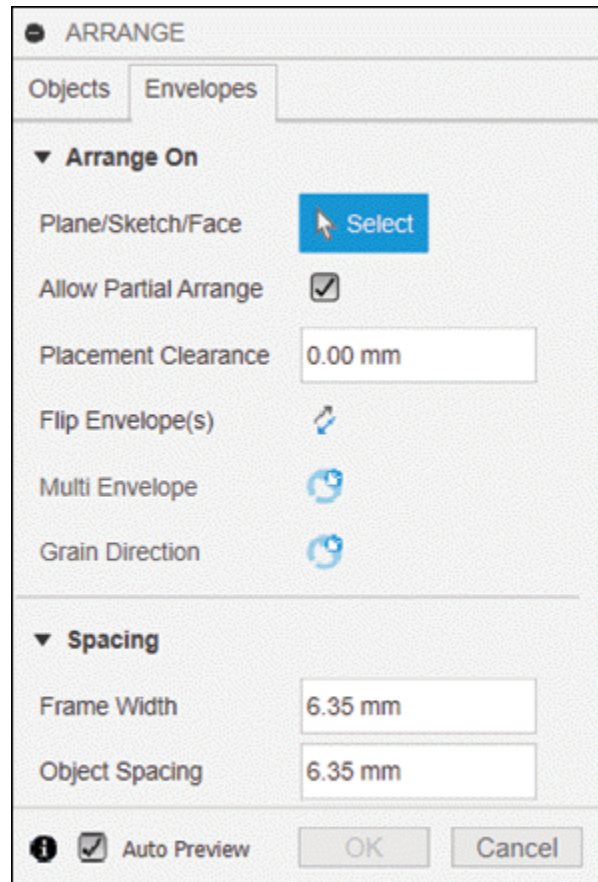 ARRANGE
Objects Envelopes
Arrange On
Plane/Sketch/Face Select
Allow Partial Arrange
Placement Clearance 0.00 mm
Flip Envelope(s)
Multi Envelope
Grain Direction
Spacing
Frame Width 6.35 mm
Object Spacing 6.35 mm
Auto Preview OK Cancel